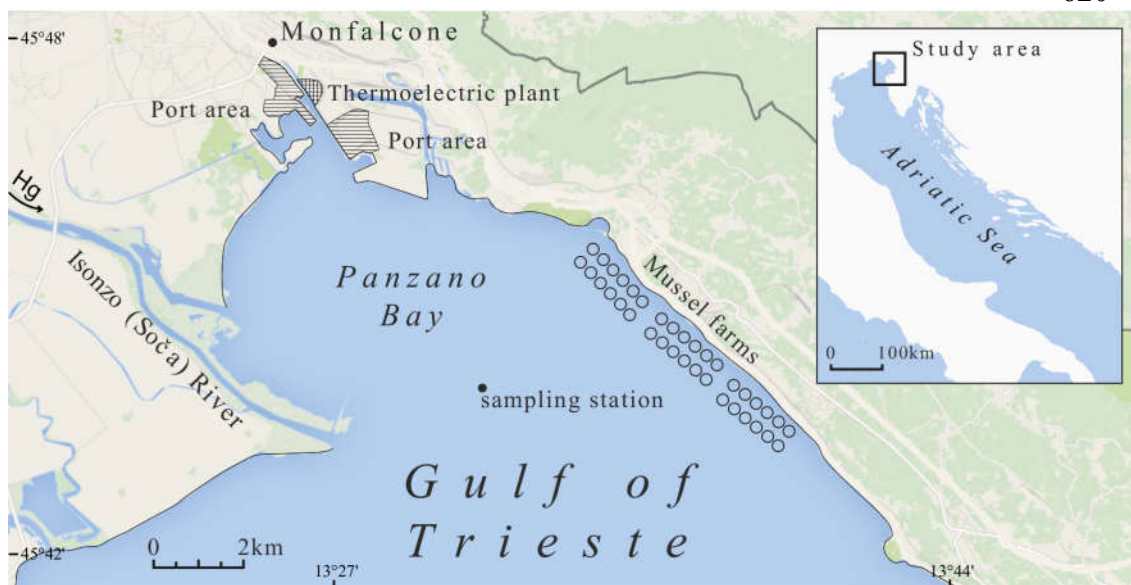 45°48'
Monfalcone
Study area
Thermoelectric plant
Port area
Port area
Hg
Adriatic Sea
Isonzo (Soča) River
Panzano
Bay
Mussel farms
0 100km
sampling station
Gulf of
Trieste
45°42'
0 2km
13°27'
13°44'